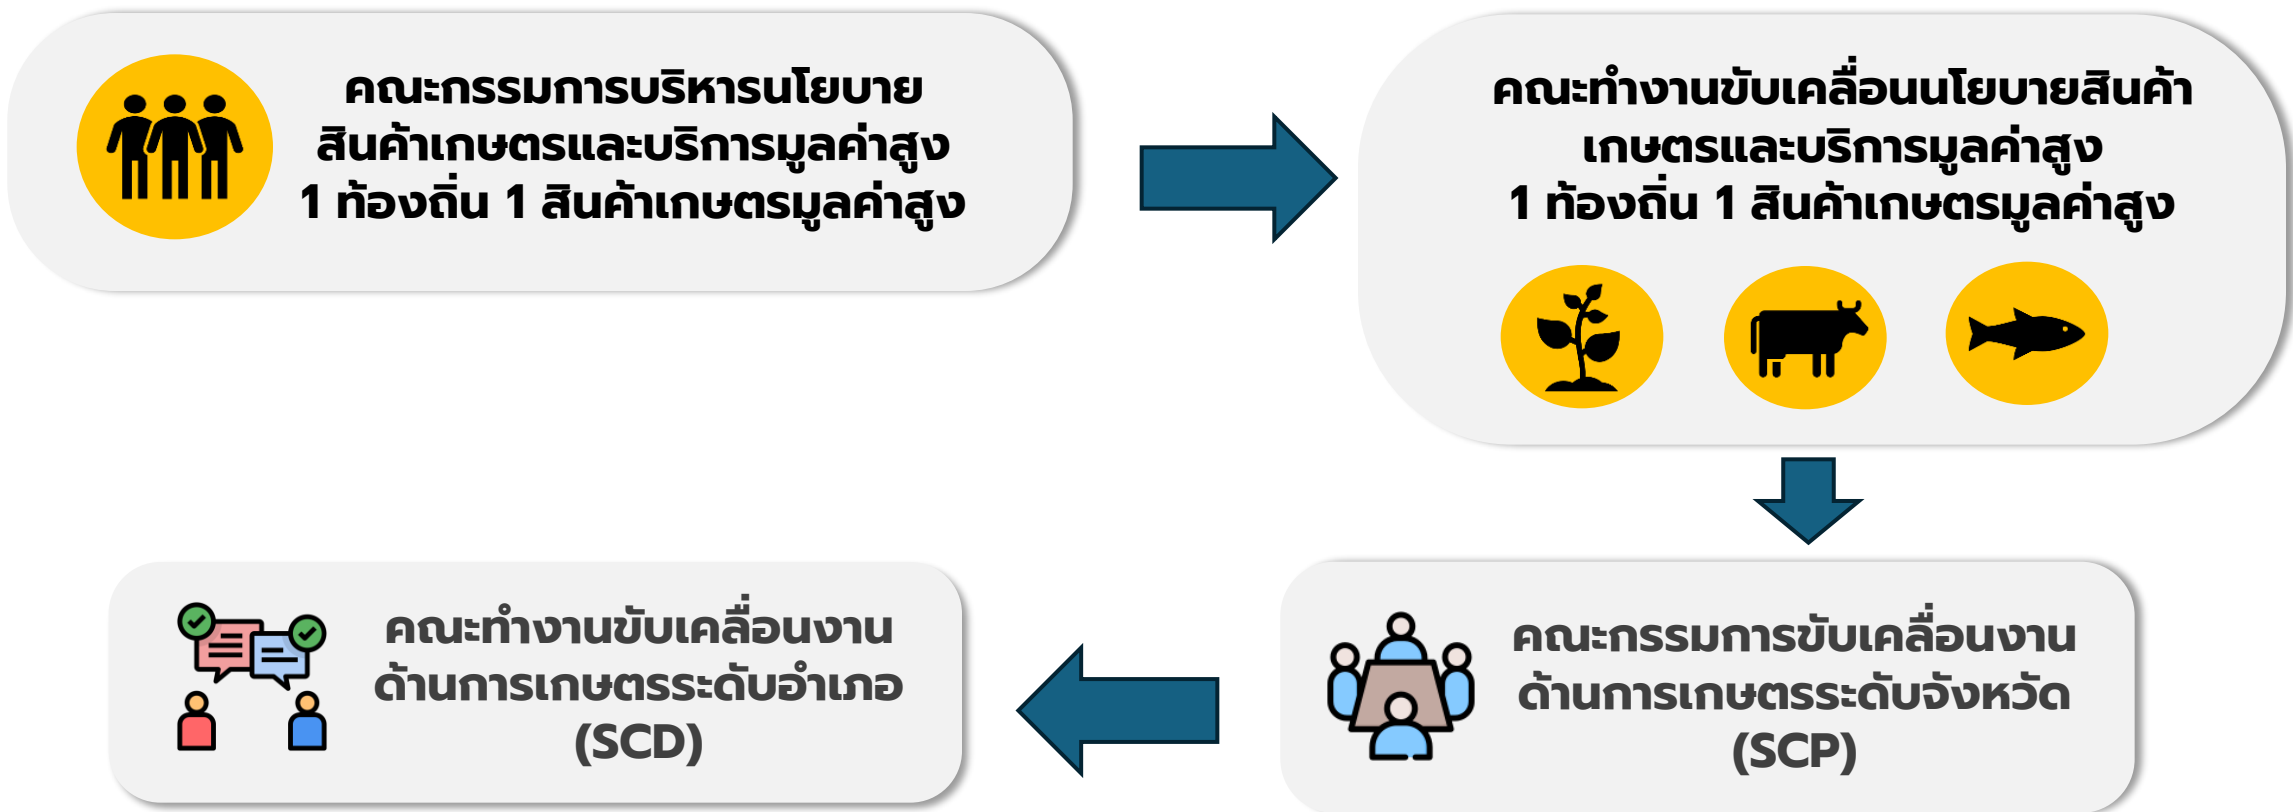 คณะกรรมการบริหารนโยบาย
สินค้าเกษตรและบริการมูลค่าสูง
1 ท้องถิ่น 1 สินค้าเกษตรมูลค่าสูง
คณะทำงานขับเคลื่อนนโยบายสินค้า
เกษตรและบริการมูลค่าสูง
1 ท้องถิ่น 1 สินค้าเกษตรมูลค่าสูง
คณะกรรมการขับเคลื่อนงาน
ด้านการเกษตรระดับจังหวัด
(SCP)
คณะทำงานขับเคลื่อนงาน
ด้านการเกษตรระดับอำเภอ
(SCD)